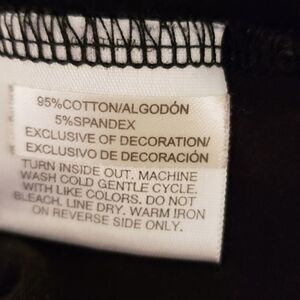 95%COTTON/ALGODÓN
5%SPANDEX
EXCLUSIVE OF DECORATION/
EXCLUSIVO DE DECORACIÓN
TURN INSIDE OUT. MACHINE
WASH COLD GENTLE CYCLE.
WITH LIKE COLORS. DO NOT
BLEACH. LINE DRY. WARM IRON
ON REVERSE SIDE ONLY.